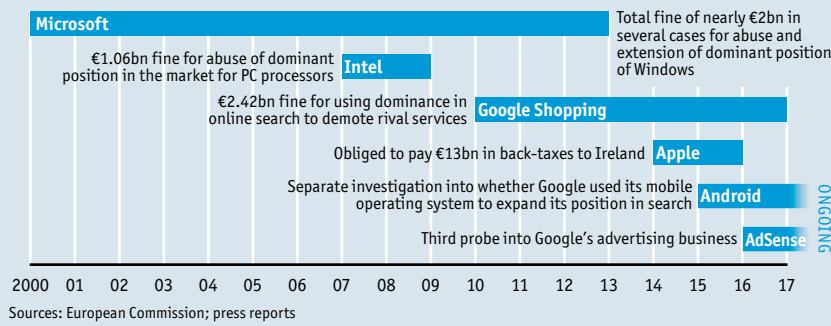 Microsoft
Total fine of nearly €2bn in
several cases for abuse and
extension of dominant position
of Windows
€1.06bn fine for abuse of dominant
position in the market for PC processors
Intel
€2.42bn fine for using dominance in
online search to demote rival services
Google Shopping
Obliged to pay €13bn in back-taxes to Ireland
Apple
Separate investigation into whether Google used its mobile
operating system to expand its position in search
Android
Third probe into Google's advertising business
AdSense
ONGOING
2000 01 02 03 04 05 06 07 08 09 10 11 12 13 14 15 16 17
Sources: European Commission; press reports